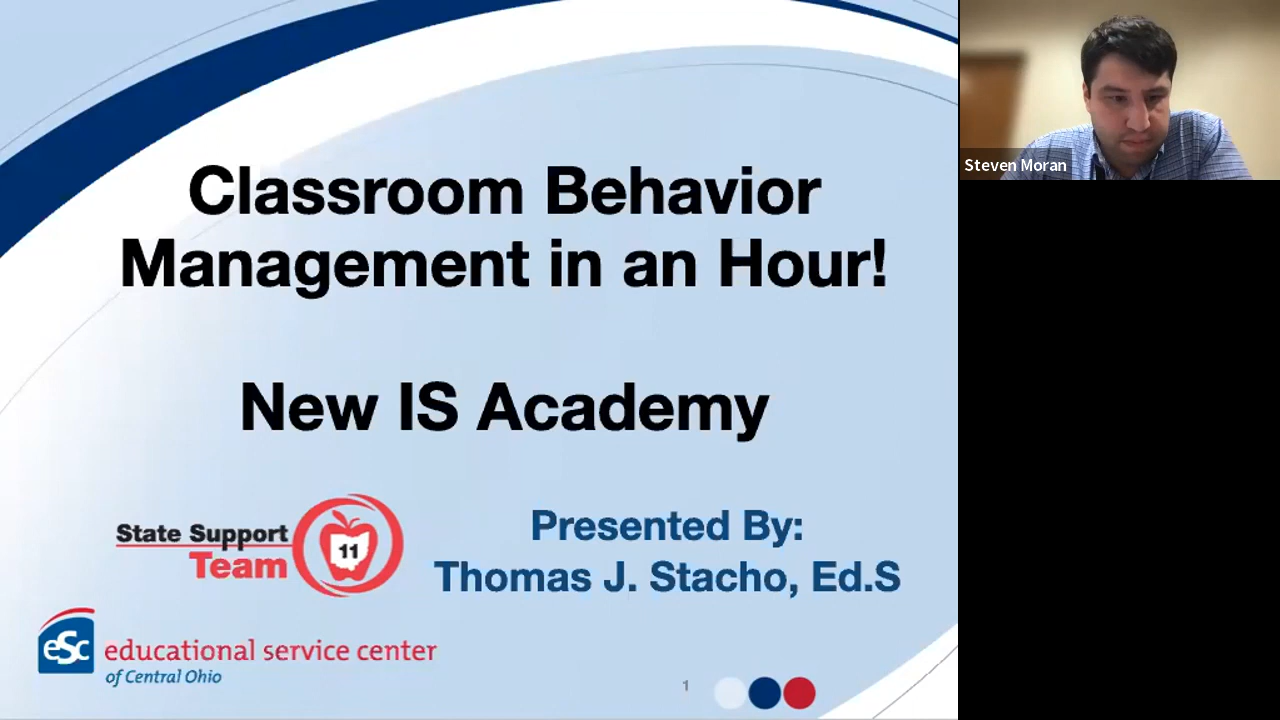 Classroom Behavior
Management in an Hour!
New IS Academy
State Support
Team
11
Presented By:
Thomas J. Stacho, Ed.S
esc
educational service center
of Central Ohio
1
Steven Moran